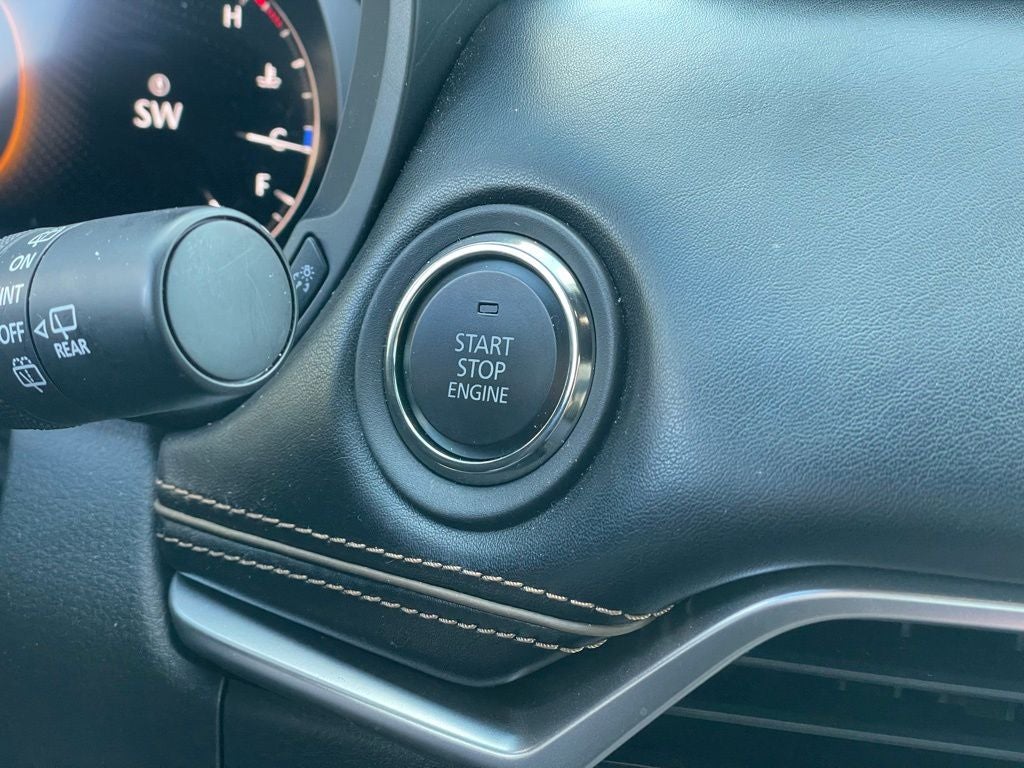 H
SW
C
F
ON
INT
OFF
REAR
START
STOP
ENGINE